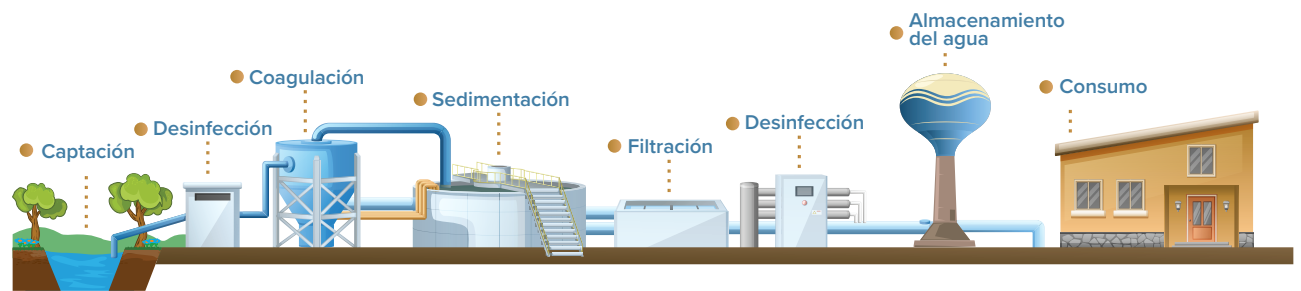 Captación
Desinfección
Coagulación
Sedimentación
Filtración
Desinfección
Almacenamiento
del agua
Consumo